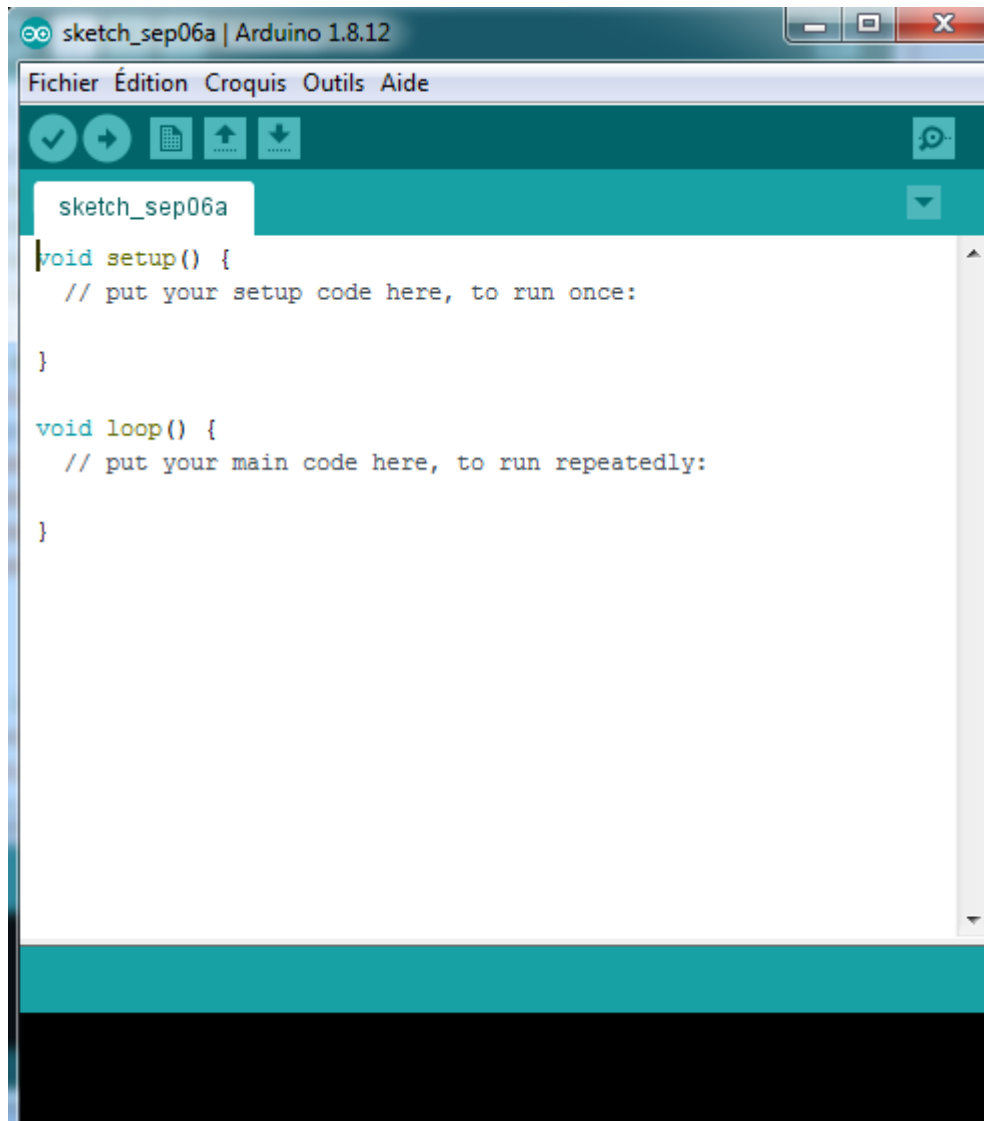 sketch_sep06a | Arduino 1.8.12
Fichier Édition Croquis Outils Aide
sketch_sep06a
void setup() {
  // put your setup code here, to run once:
}
void loop() {
  // put your main code here, to run repeatedly:
}